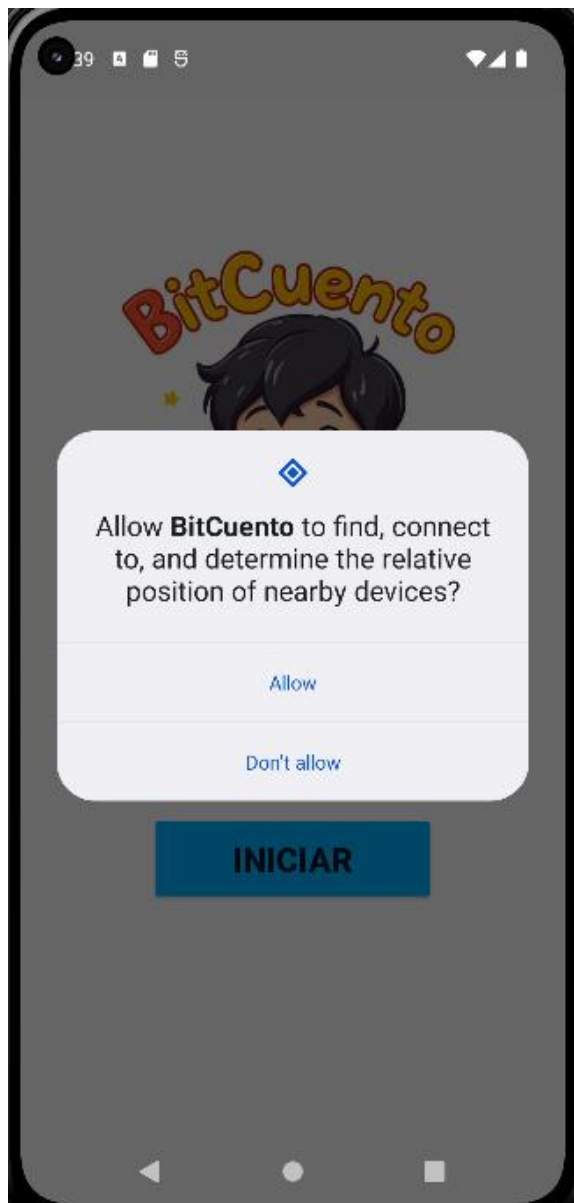 39
BitCuento
Allow BitCuento to find, connect
to, and determine the relative
position of nearby devices?
Allow
Don't allow
INICIAR